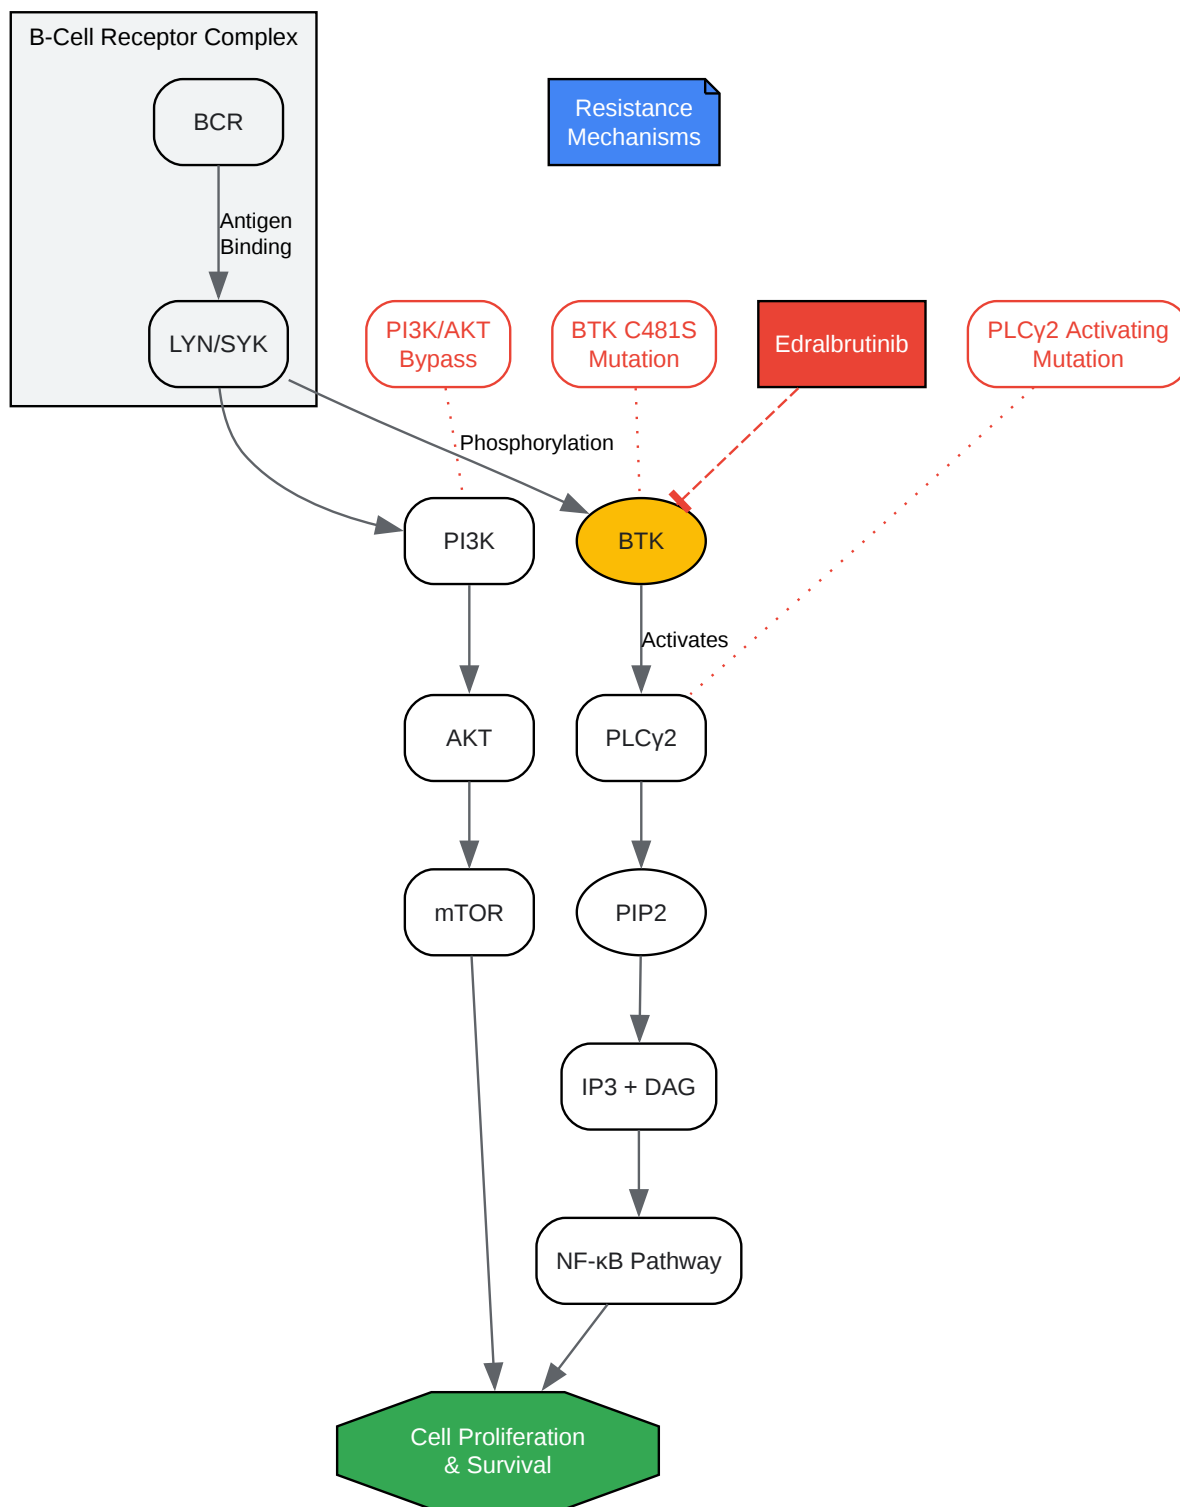 B-Cell Receptor Complex
BCR
Resistance
Mechanisms
Antigen
Binding
LYN/SYK
PI3K/AKT
Bypass
BTK C481S
Mutation
Edralbrutinib
PLCγ2 Activating
Mutation
Phosphorylation
PI3K
BTK
Activates
AKT
PLCγ2
mTOR
PIP2
IP3 + DAG
NF-κB Pathway
Cell Proliferation
& Survival